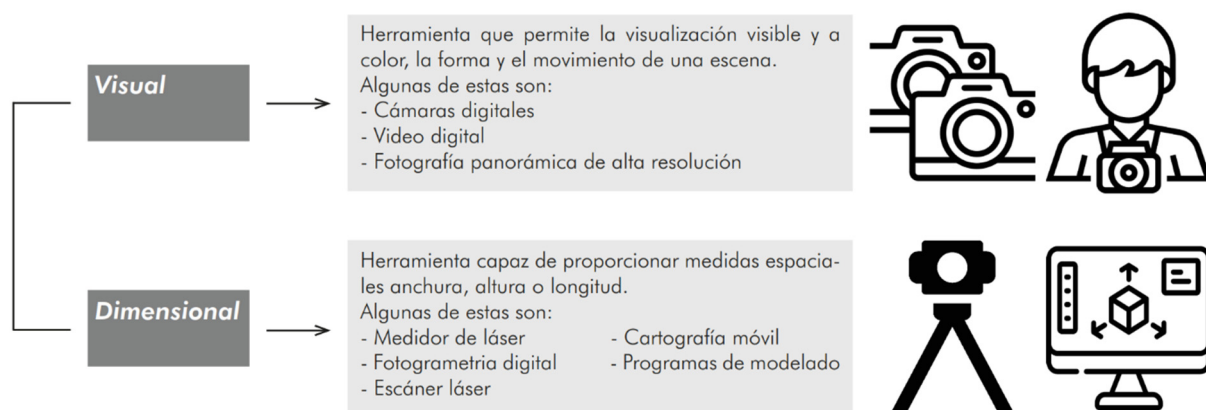 Visual
Herramienta que permite la visualización visible y a
color, la forma y el movimiento de una escena.
Algunas de estas son:
- Cámaras digitales
- Video digital
- Fotografía panorámica de alta resolución
Dimensional
Herramienta capaz de proporcionar medidas espacia-
les anchura, altura o longitud.
Algunas de estas son:
- Medidor de láser
- Fotogrametria digital
- Escáner láser
- Cartografía móvil
- Programas de modelado